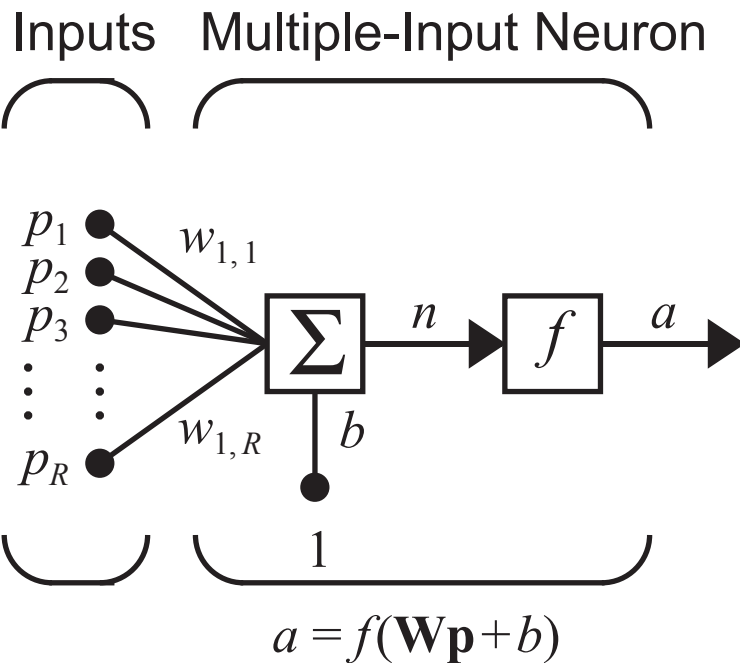 Inputs Multiple-Input Neuron
p₁
w₁,₁
p₂
p₃
Σ
n
f
a
w₁,R
b
pR
1
a = f(Wp+b)